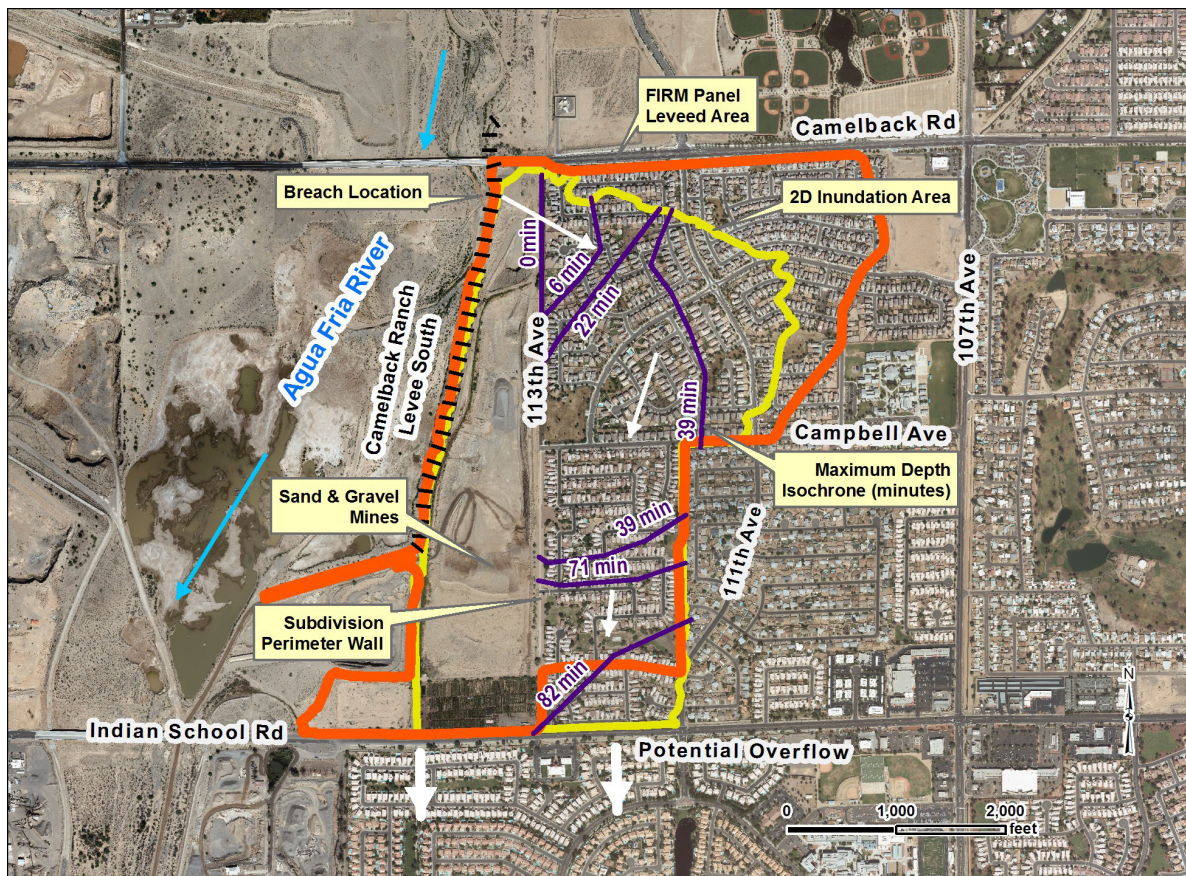 FIRM Panel
Leveed Area
Camelback Rd
Breach Location
2D Inundation Area
0 min
6 min
22 min
Agua Fria River
Camelback Ranch
Levee South
113th Ave
107th Ave
39 min
Campbell Ave
Maximum Depth
Isochrone (minutes)
Sand & Gravel
Mines
39 min
71 min
111th Ave
Subdivision
Perimeter Wall
82 min
N
Indian School Rd
Potential Overflow
0 1,000 2,000
feet